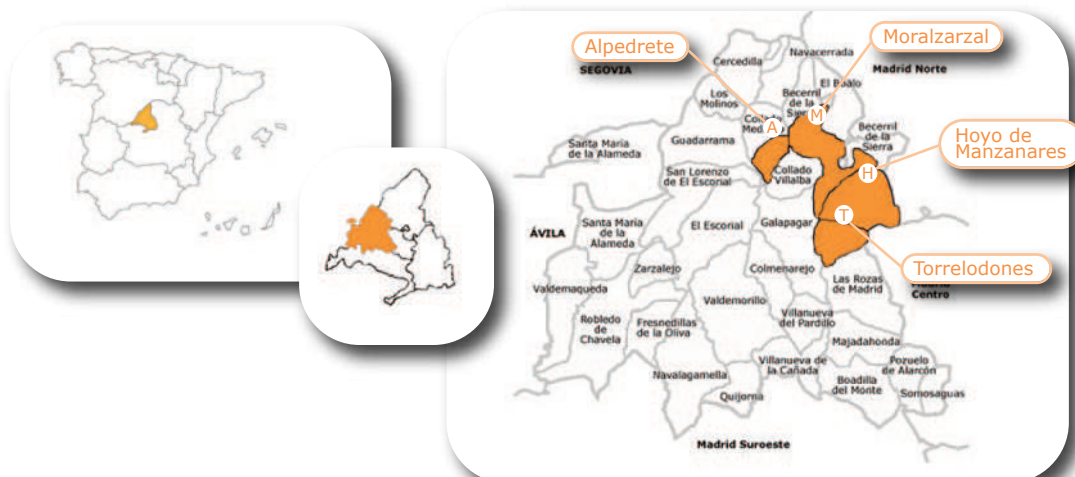 Alpedrete
Moralzarzal
SEGOVIA
Cercedilla
Navacerrada
Madrid Norte
El Boalo
Los
Molinos
Becerril
de la
Sierra
M
A
Guadarrama
Becerril
de la
Sierra
Hoyo de
Manzanares
Santa María
de la Alameda
San Lorenzo
de El Escorial
Collado
Villalba
H
T
ÁVILA
Santa María
de la
Alameda
El Escorial
Galapagar
Torrelodones
Zarzalejo
Colmenarejo
Las Rozas
de Madrid
Centro
Valdemaqueda
Valdemorillo
Villanueva
del Pardillo
Robledo
de
Chavela
Fresnedillas
de la Oliva
Majadahonda
Villanueva de
la Cañada
Pozuelo
de Alarcón
Navalagamella
Boadilla
del Monte
Somosaguas
Quijorna
Madrid Suroeste